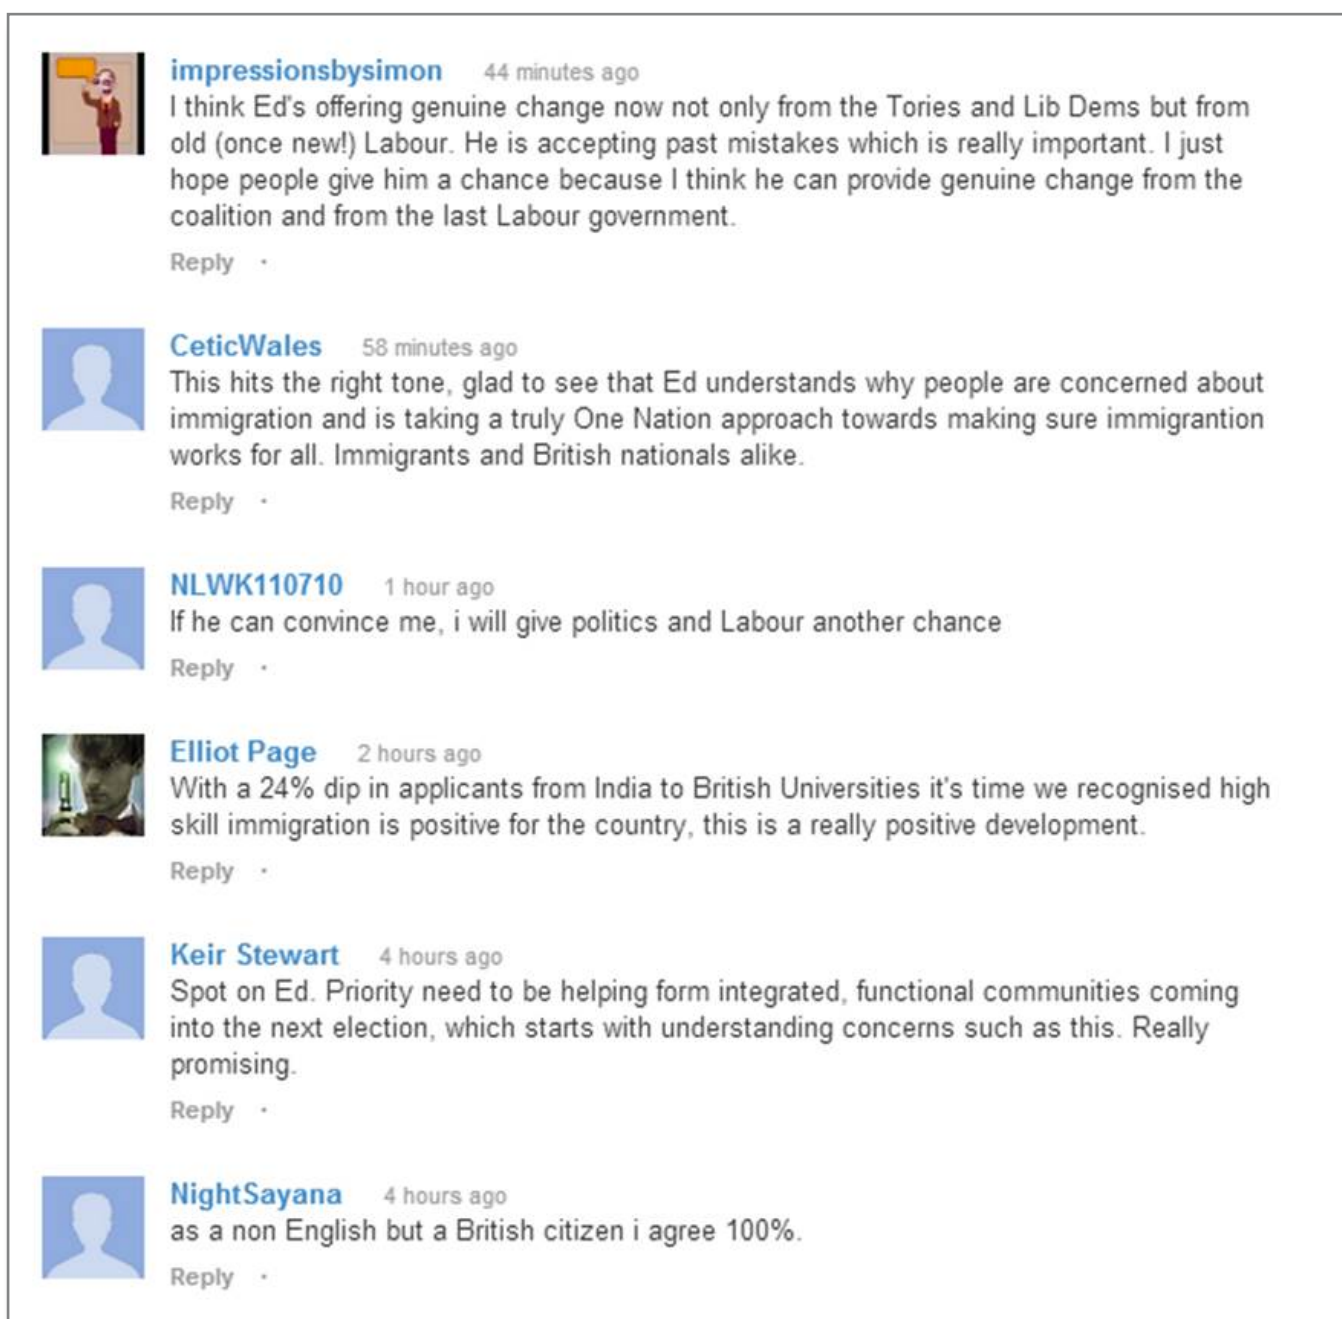 impressionsbysimon 44 minutes ago
I think Ed's offering genuine change now not only from the Tories and Lib Dems but from
old (once new!) Labour. He is accepting past mistakes which is really important. I just
hope people give him a chance because I think he can provide genuine change from the
coalition and from the last Labour government.
Reply ·
CeticWales 58 minutes ago
This hits the right tone, glad to see that Ed understands why people are concerned about
immigration and is taking a truly One Nation approach towards making sure immigrantion
works for all. Immigrants and British nationals alike.
Reply ·
NLWK110710 1 hour ago
If he can convince me, i will give politics and Labour another chance
Reply ·
Elliot Page 2 hours ago
With a 24% dip in applicants from India to British Universities it's time we recognised high
skill immigration is positive for the country, this is a really positive development.
Reply ·
Keir Stewart 4 hours ago
Spot on Ed. Priority need to be helping form integrated, functional communities coming
into the next election, which starts with understanding concerns such as this. Really
promising.
Reply ·
NightSayana 4 hours ago
as a non English but a British citizen i agree 100%.
Reply ·